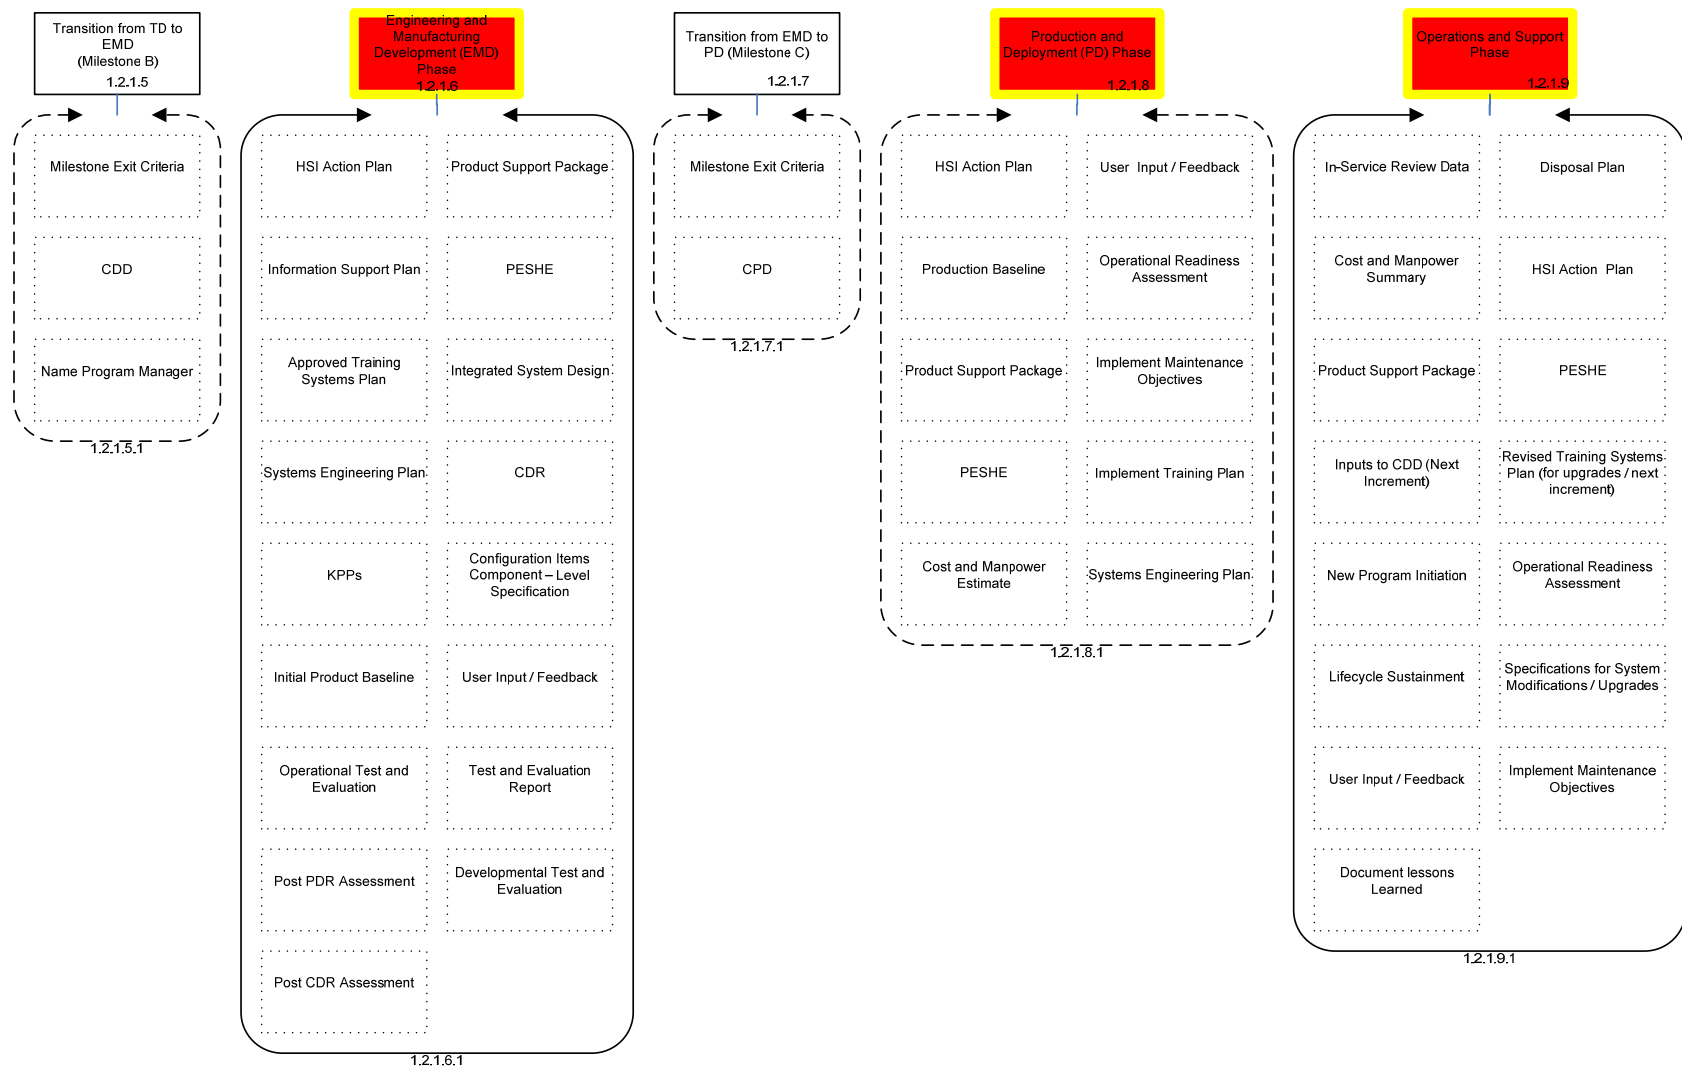 Transition from TD to
EMD
(Milestone B)
1.2.1.5
Engineering and
Manufacturing
Development (EMD)
Phase
1.2.1.6
Transition from EMD to
PD (Milestone C)
1.2.1.7
Production and
Deployment (PD) Phase
1.2.1.8
Operations and Support
Phase
1.2.1.9
Milestone Exit Criteria
CDD
Name Program Manager
1.2.1.5.1
HSI Action Plan
Product Support Package
Information Support Plan
PESHE
Approved Training
Systems Plan
Integrated System Design
Systems Engineering Plan
CDR
KPPs
Configuration Items
Component – Level
Specification
Initial Product Baseline
User Input / Feedback
Operational Test and
Evaluation
Test and Evaluation
Report
Post PDR Assessment
Developmental Test and
Evaluation
Post CDR Assessment
1.2.1.6.1
Milestone Exit Criteria
CPD
1.2.1.7.1
HSI Action Plan
User Input / Feedback
Production Baseline
Operational Readiness
Assessment
Product Support Package
Implement Maintenance
Objectives
PESHE
Implement Training Plan
Cost and Manpower
Estimate
Systems Engineering Plan
1.2.1.8.1
In-Service Review Data
Disposal Plan
Cost and Manpower
Summary
HSI Action Plan
Product Support Package
PESHE
Inputs to CDD (Next
Increment)
Revised Training Systems
Plan (for upgrades / next
increment)
New Program Initiation
Operational Readiness
Assessment
Lifecycle Sustainment
Specifications for System
Modifications / Upgrades
User Input / Feedback
Implement Maintenance
Objectives
Document lessons
Learned
1.2.1.9.1